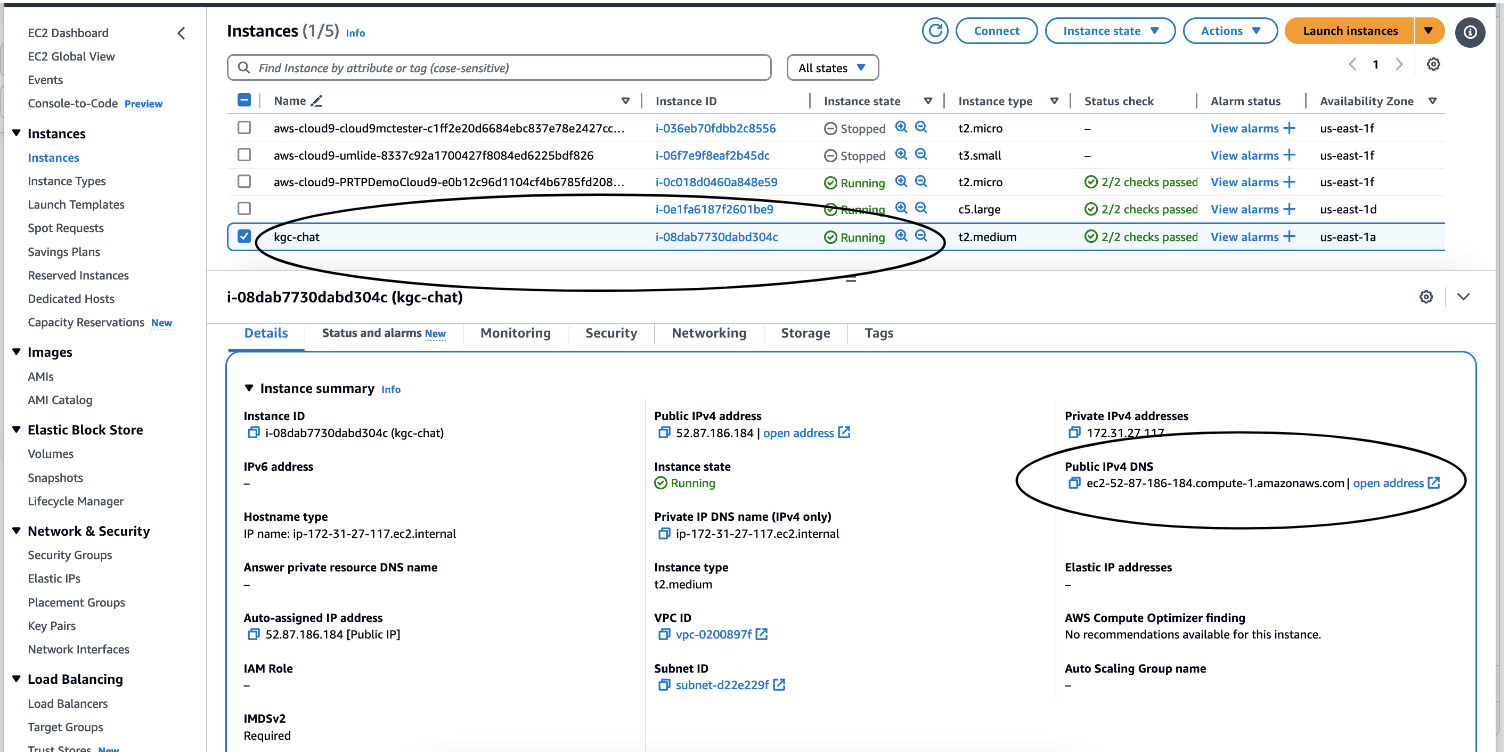 EC2 Dashboard
EC2 Global View
Events
Console-to-Code Preview
Instances
Instances
Instance Types
Launch Templates
Spot Requests
Savings Plans
Reserved Instances
Dedicated Hosts
Capacity Reservations New
Images
AMIs
AMI Catalog
Elastic Block Store
Volumes
Snapshots
Lifecycle Manager
Network & Security
Security Groups
Elastic IPs
Placement Groups
Key Pairs
Network Interfaces
Load Balancing
Load Balancers
Target Groups
Trust Stores New
Instances (1/5) Info
Connect Instance state Actions Launch instances
Find Instance by attribute or tag (case-sensitive) All states 1
Name Instance ID Instance state Instance type Status check Alarm status Availability Zone
aws-cloud9-cloud9mctester-c1ff2e20d6684ebc837e78e2427cc... i-036eb70fdbb2c8556 Stopped t2.micro – View alarms + us-east-1f
aws-cloud9-umlide-8337c92a1700427f8084ed6225bdf826 i-06f7e9f8eaf2b45dc Stopped t3.small – View alarms + us-east-1f
aws-cloud9-PRTPDemoCloud9-e0b12c96d1104cf4b6785fd208... i-0c018d0460a848e59 Running t2.micro 2/2 checks passed View alarms + us-east-1f
i-0e1fa6187f2601be9 Running c5.large 2/2 checks passed View alarms + us-east-1d
kgc-chat i-08dab7730dabd304c Running t2.medium 2/2 checks passed View alarms + us-east-1a
i-08dab7730dabd304c (kgc-chat)
Details Status and alarms New Monitoring Security Networking Storage Tags
Instance summary Info
Instance ID
i-08dab7730dabd304c (kgc-chat)
Public IPv4 address
52.87.186.184 | open address
Private IPv4 addresses
172.31.27.117
IPv6 address
–
Instance state
Running
Public IPv4 DNS
ec2-52-87-186-184.compute-1.amazonaws.com | open address
Hostname type
IP name: ip-172-31-27-117.ec2.internal
Private IP DNS name (IPv4 only)
ip-172-31-27-117.ec2.internal
Answer private resource DNS name
–
Instance type
t2.medium
Elastic IP addresses
–
Auto-assigned IP address
52.87.186.184 [Public IP]
VPC ID
vpc-0200897f
AWS Compute Optimizer finding
No recommendations available for this instance.
IAM Role
–
Subnet ID
subnet-d22e229f
Auto Scaling Group name
–
IMDSv2
Required